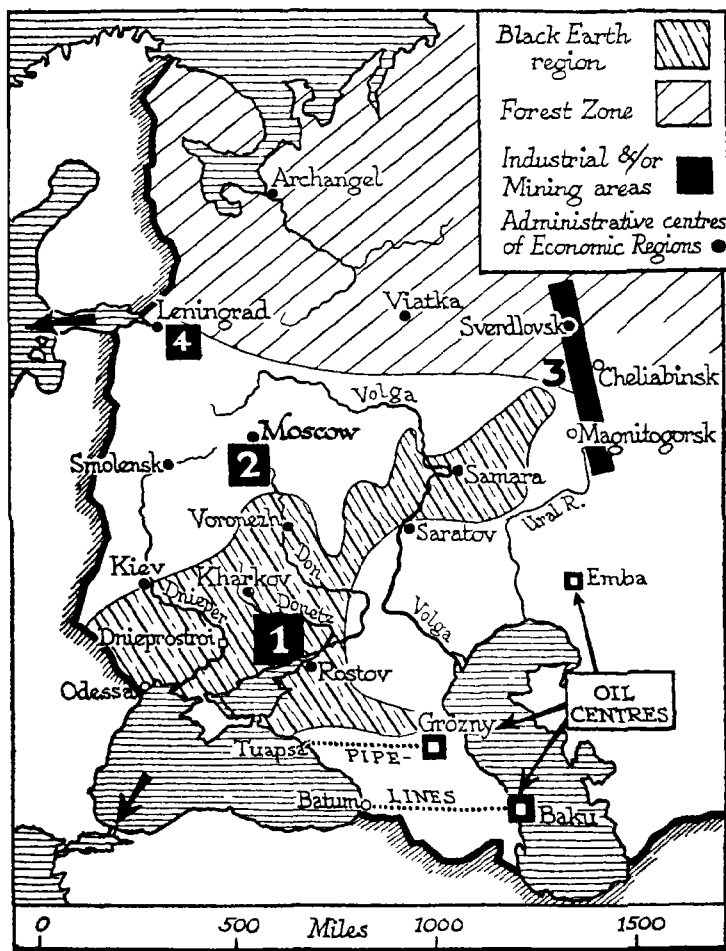 Black Earth
region
Forest Zone
Industrial &/or
Mining areas
Administrative centres
of Economic Regions
Archangel
Leningrad
4
Viatka
Sverdlovsk
3
Cheliabinsk
Volga
Moscow
2
Magnitogorsk
Smolensk
Samara
Voronezh
Ural R.
Saratov
Don
Kiev
Kharkov
Emba
Dnieper
Donetz
Dnieprostroi
1
Volga
Rostov
Odessa
OIL
CENTRES
Grozny
Tuapse
PIPE-
Batum
LINES
Baku
0 500 Miles 1000 1500